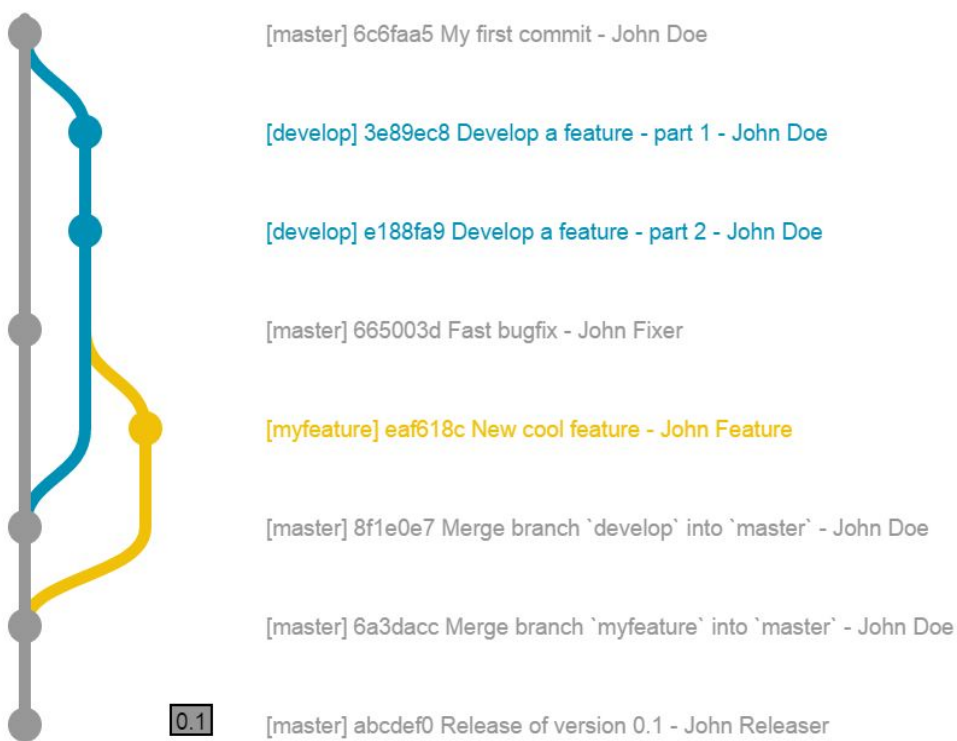 [master] 6c6faa5 My first commit - John Doe
[develop] 3e89ec8 Develop a feature - part 1 - John Doe
[develop] e188fa9 Develop a feature - part 2 - John Doe
[master] 665003d Fast bugfix - John Fixer
[myfeature] eaf618c New cool feature - John Feature
[master] 8f1e0e7 Merge branch `develop` into `master` - John Doe
[master] 6a3dacc Merge branch `myfeature` into `master` - John Doe
0.1 [master] abcdef0 Release of version 0.1 - John Releaser